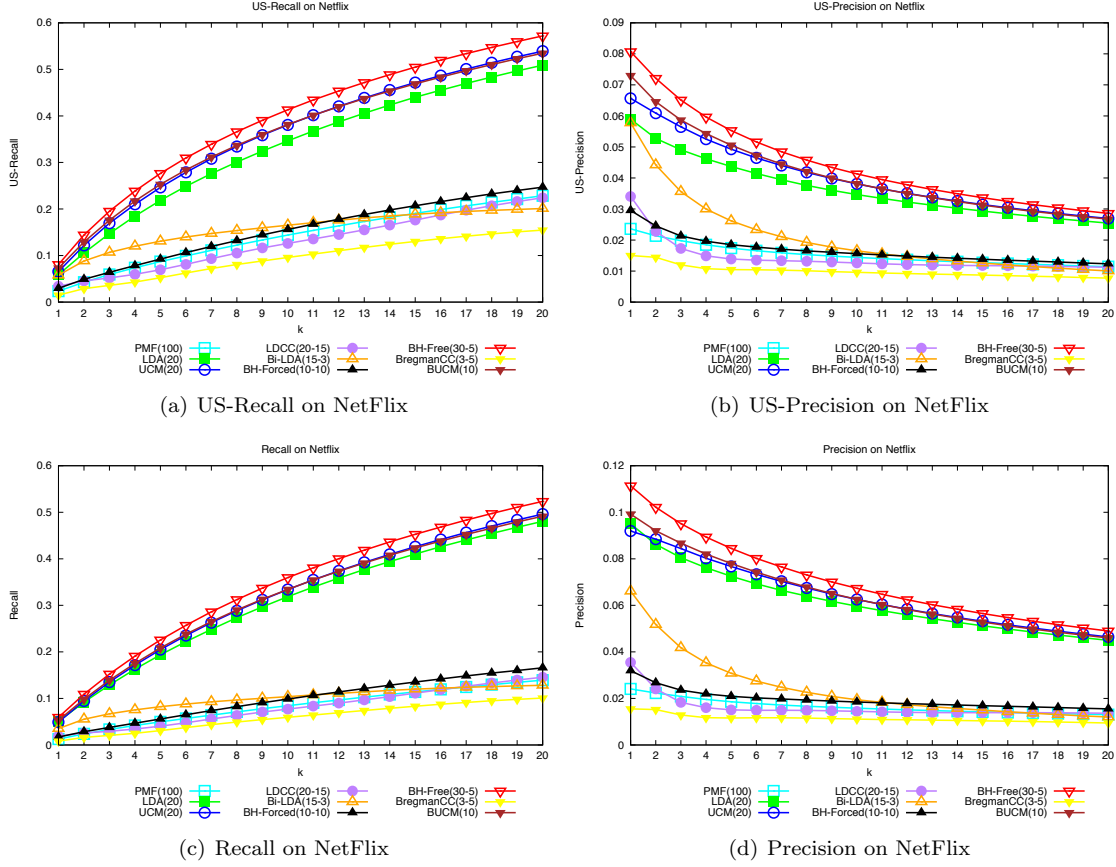 US-Recall on Netflix
0.6
0.5
0.4
0.3
0.2
0.1
0
US-Recall
1 2 3 4 5 6 7 8 9 10 11 12 13 14 15 16 17 18 19 20
k
PMF(100) LDCC(20-15) BH-Free(30-5)
LDA(20) Bi-LDA(15-3) BregmanCC(3-5)
UCM(20) BH-Forced(10-10) BUCM(10)
(a) US-Recall on NetFlix
US-Precision on Netflix
0.09
0.08
0.07
0.06
0.05
0.04
0.03
0.02
0.01
0
US-Precision
1 2 3 4 5 6 7 8 9 10 11 12 13 14 15 16 17 18 19 20
k
PMF(100) LDCC(20-15) BH-Free(30-5)
LDA(20) Bi-LDA(15-3) BregmanCC(3-5)
UCM(20) BH-Forced(10-10) BUCM(10)
(b) US-Precision on NetFlix
Recall on Netflix
0.6
0.5
0.4
0.3
0.2
0.1
0
Recall
1 2 3 4 5 6 7 8 9 10 11 12 13 14 15 16 17 18 19 20
k
PMF(100) LDCC(20-15) BH-Free(30-5)
LDA(20) Bi-LDA(15-3) BregmanCC(3-5)
UCM(20) BH-Forced(10-10) BUCM(10)
(c) Recall on NetFlix
Precision on Netflix
0.12
0.1
0.08
0.06
0.04
0.02
0
Precision
1 2 3 4 5 6 7 8 9 10 11 12 13 14 15 16 17 18 19 20
k
PMF(100) LDCC(20-15) BH-Free(30-5)
LDA(20) Bi-LDA(15-3) BregmanCC(3-5)
UCM(20) BH-Forced(10-10) BUCM(10)
(d) Precision on NetFlix